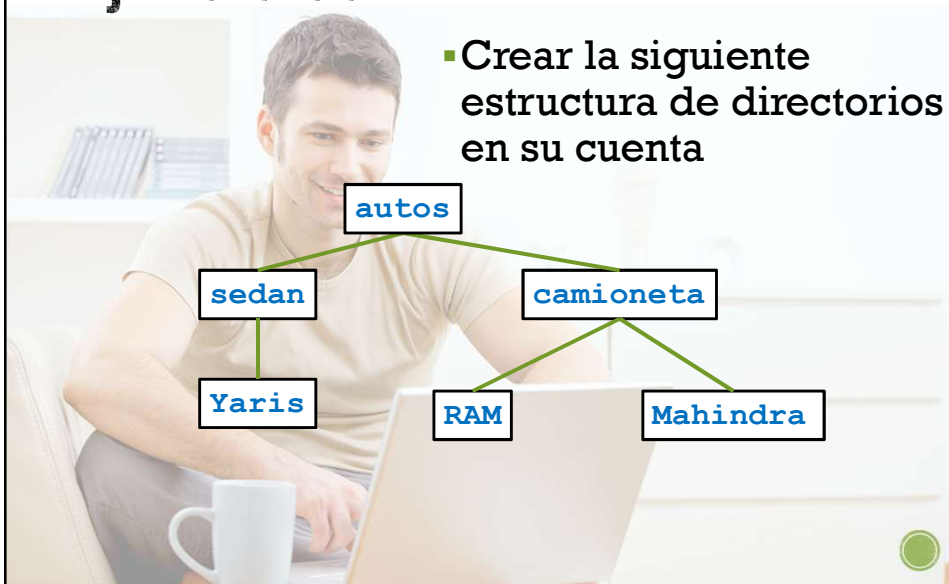 ▪Crear la siguiente
estructura de directorios
en su cuenta
autos
sedan
camioneta
Yaris
RAM
Mahindra